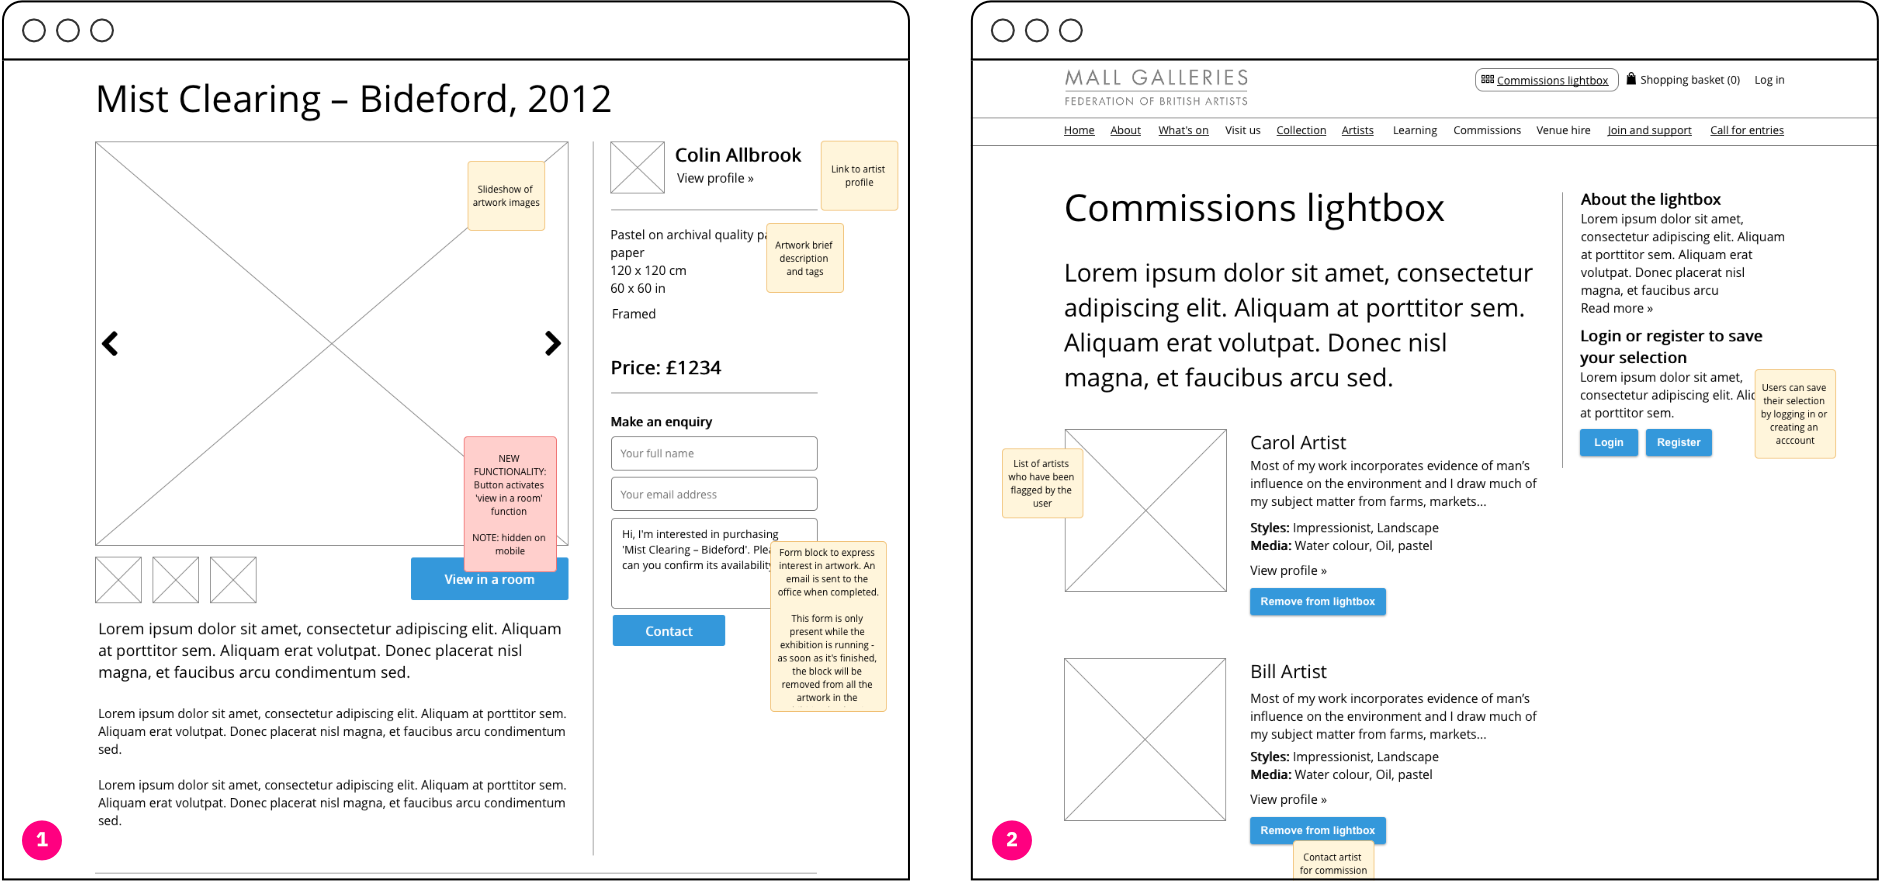 Mist Clearing – Bideford, 2012
Slideshow of
artwork images
NEW
FUNCTIONALITY:
Button activates
'view in a room'
function
NOTE: hidden on
mobile
View in a room
Lorem ipsum dolor sit amet, consectetur adipiscing elit. Aliquam
at porttitor sem. Aliquam erat volutpat. Donec placerat nisl
magna, et faucibus arcu condimentum sed.
Lorem ipsum dolor sit amet, consectetur adipiscing elit. Aliquam at porttitor sem.
Aliquam erat volutpat. Donec placerat nisl magna, et faucibus arcu condimentum
sed.
Lorem ipsum dolor sit amet, consectetur adipiscing elit. Aliquam at porttitor sem.
Aliquam erat volutpat. Donec placerat nisl magna, et faucibus arcu condimentum
sed.
1
Colin Allbrook
View profile »
Link to artist
profile
Pastel on archival quality
paper
120 x 120 cm
60 x 60 in
Framed
Artwork brief
description
and tags
Price: £1234
Make an enquiry
Your full name
Your email address
Hi, I'm interested in purchasing
'Mist Clearing – Bideford'.
can you confirm its availability
Contact
Form block to express
interest in artwork. An
email is sent to the
office when completed.
This form is only
present while the
exhibition is running -
as soon as it's finished,
the block will be
removed from all the
artwork in the
MALL GALLERIES
FEDERATION OF BRITISH ARTISTS
Commissions lightbox
Shopping basket (0)
Log in
Home About What's on Visit us Collection Artists Learning Commissions Venue hire Join and support Call for entries
Commissions lightbox
Lorem ipsum dolor sit amet, consectetur
adipiscing elit. Aliquam at porttitor sem.
Aliquam erat volutpat. Donec nisl
magna, et faucibus arcu sed.
List of artists
who have been
flagged by the
user
Carol Artist
Most of my work incorporates evidence of man's
influence on the environment and I draw much of
my subject matter from farms, markets...
Styles: Impressionist, Landscape
Media: Water colour, Oil, pastel
View profile »
Remove from lightbox
Bill Artist
Most of my work incorporates evidence of man's
influence on the environment and I draw much of
my subject matter from farms, markets...
Styles: Impressionist, Landscape
Media: Water colour, Oil, pastel
View profile »
Remove from lightbox
Contact artist
for commission
2
About the lightbox
Lorem ipsum dolor sit amet,
consectetur adipiscing elit. Aliquam
at porttitor sem. Aliquam erat
volutpat. Donec placerat nisl
magna, et faucibus arcu
Read more »
Login or register to save
your selection
Lorem ipsum dolor sit amet,
consectetur adipiscing elit.
at porttitor sem.
Login
Register
Users can save
their selection
by logging in or
creating an
acccount